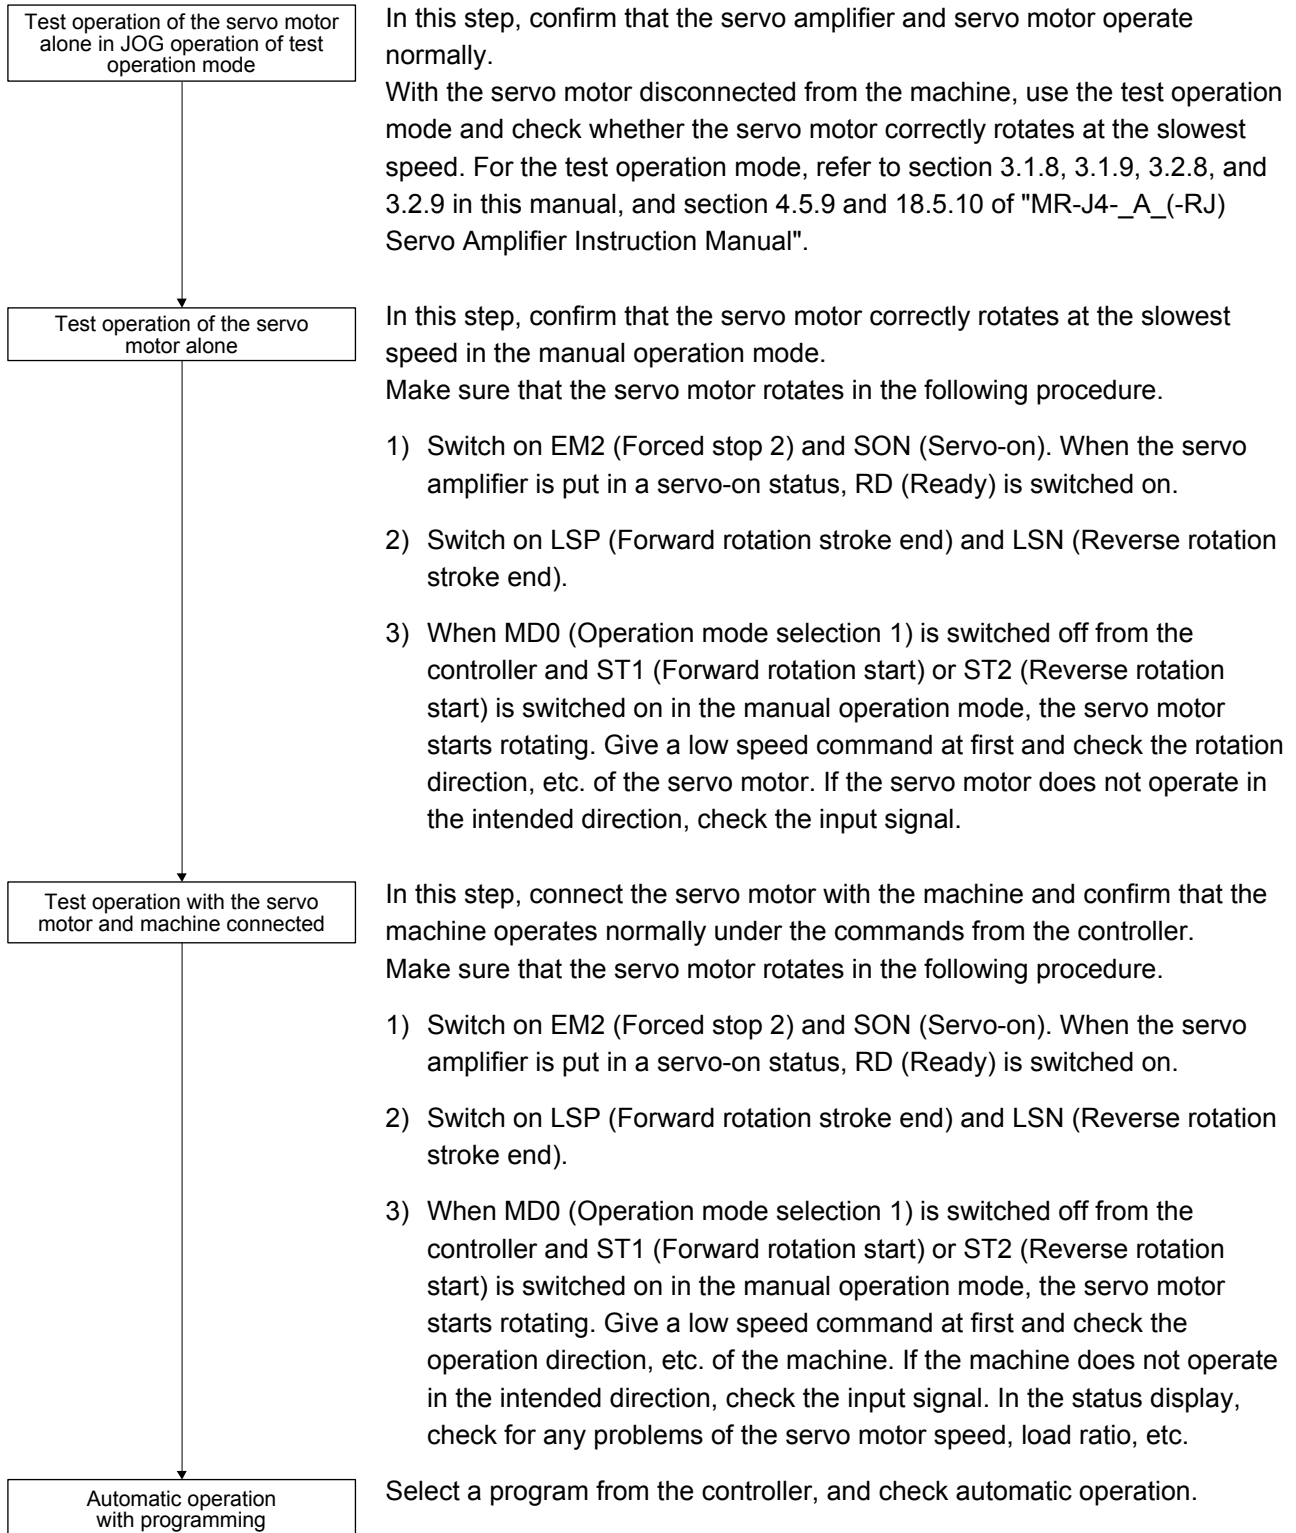 Test operation of the servo motor
alone in JOG operation of test
operation mode
In this step, confirm that the servo amplifier and servo motor operate
normally.
With the servo motor disconnected from the machine, use the test operation
mode and check whether the servo motor correctly rotates at the slowest
speed. For the test operation mode, refer to section 3.1.8, 3.1.9, 3.2.8, and
3.2.9 in this manual, and section 4.5.9 and 18.5.10 of "MR-J4-_A_(-RJ)
Servo Amplifier Instruction Manual".
Test operation of the servo
motor alone
In this step, confirm that the servo motor correctly rotates at the slowest
speed in the manual operation mode.
Make sure that the servo motor rotates in the following procedure.
1) Switch on EM2 (Forced stop 2) and SON (Servo-on). When the servo
amplifier is put in a servo-on status, RD (Ready) is switched on.
2) Switch on LSP (Forward rotation stroke end) and LSN (Reverse rotation
stroke end).
3) When MD0 (Operation mode selection 1) is switched off from the
controller and ST1 (Forward rotation start) or ST2 (Reverse rotation
start) is switched on in the manual operation mode, the servo motor
starts rotating. Give a low speed command at first and check the rotation
direction, etc. of the servo motor. If the servo motor does not operate in
the intended direction, check the input signal.
Test operation with the servo
motor and machine connected
In this step, connect the servo motor with the machine and confirm that the
machine operates normally under the commands from the controller.
Make sure that the servo motor rotates in the following procedure.
1) Switch on EM2 (Forced stop 2) and SON (Servo-on). When the servo
amplifier is put in a servo-on status, RD (Ready) is switched on.
2) Switch on LSP (Forward rotation stroke end) and LSN (Reverse rotation
stroke end).
3) When MD0 (Operation mode selection 1) is switched off from the
controller and ST1 (Forward rotation start) or ST2 (Reverse rotation
start) is switched on in the manual operation mode, the servo motor
starts rotating. Give a low speed command at first and check the
operation direction, etc. of the machine. If the machine does not operate
in the intended direction, check the input signal. In the status display,
check for any problems of the servo motor speed, load ratio, etc.
Automatic operation
with programming
Select a program from the controller, and check automatic operation.